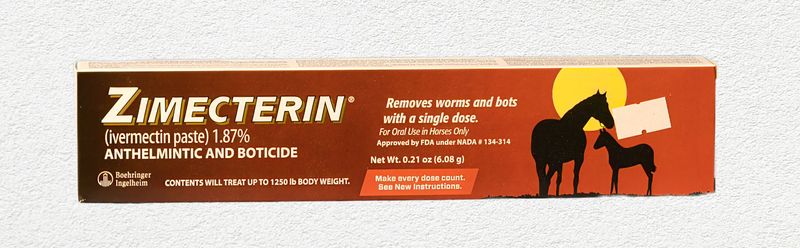 ZIMECTERIN®
(ivermectin paste) 1.87%
ANTHELMINTIC AND BOTICIDE
Boehringer
Ingelheim
CONTENTS WILL TREAT UP TO 1250 lb BODY WEIGHT.
Removes worms and bots
with a single dose.
For Oral Use in Horses Only
Approved by FDA under NADA # 134-314
Net Wt. 0.21 oz (6.08 g)
Make every dose count.
See New Instructions.